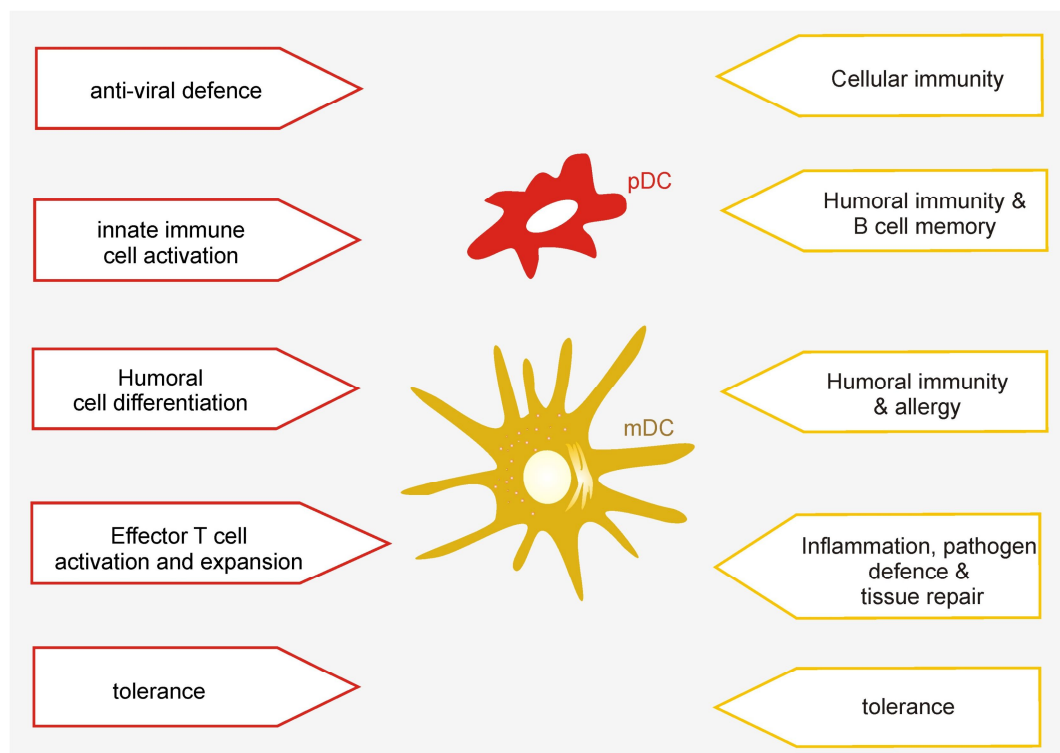 anti-viral defence
innate immune
cell activation
Humoral
cell differentiation
Effector T cell
activation and expansion
tolerance
pDC
mDC
Cellular immunity
Humoral immunity &
B cell memory
Humoral immunity
& allergy
Inflammation, pathogen
defence &
tissue repair
tolerance